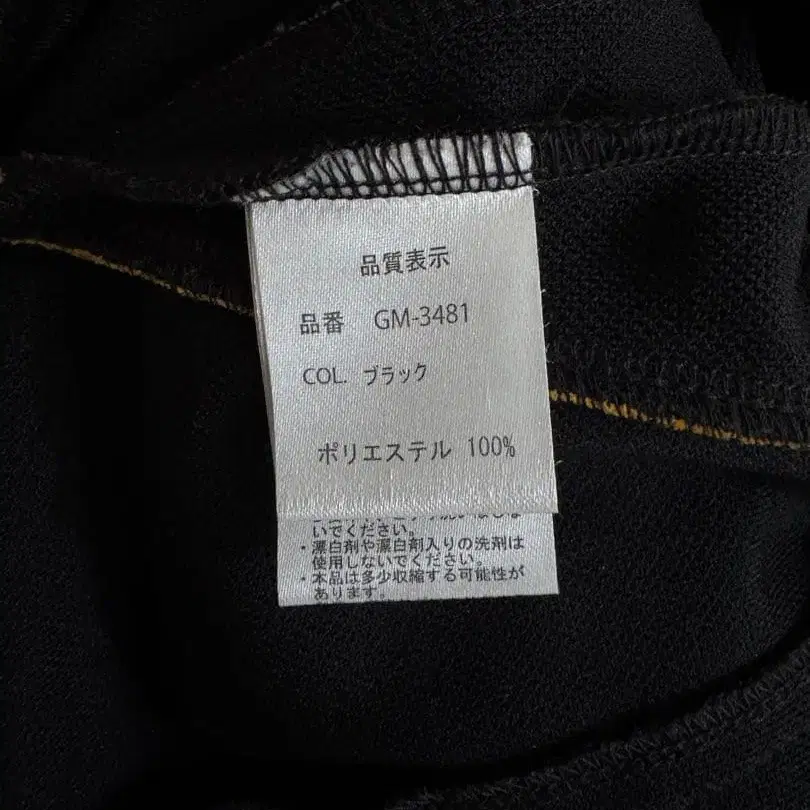 品質表示
品番 GM-3481
COL. ブラック
ポリエステル 100%
いでください。
・漂白剤や漂白剤入りの洗剤は
使用しないでください。
・本品は多少収縮する可能性が
あります。